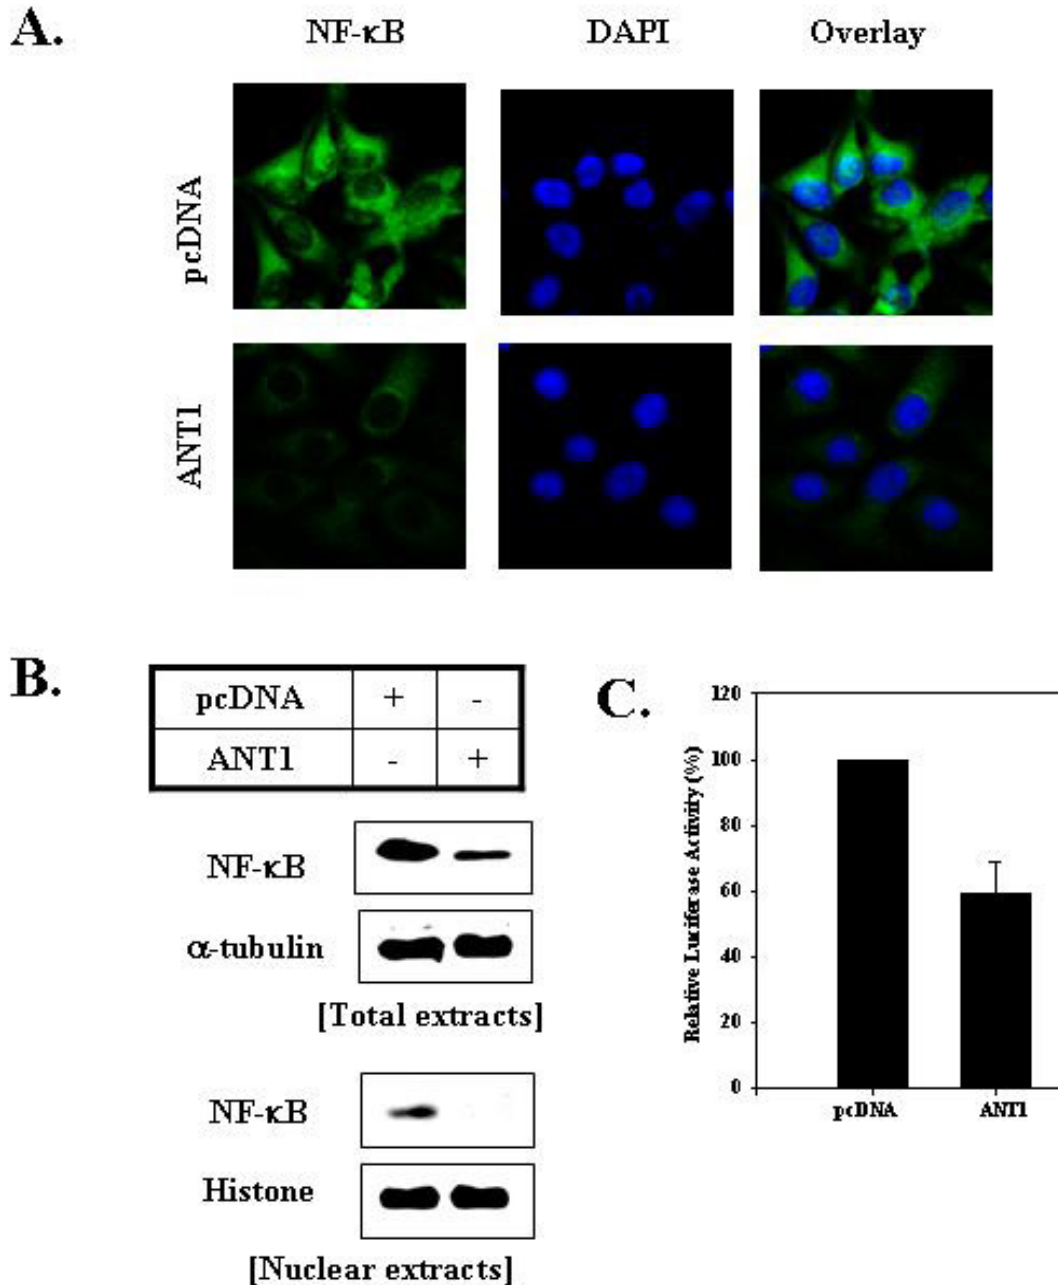 A.
NF-κB DAPI Overlay
pcDNA
ANT1
B.
pcDNA + -
ANT1 - +
NF-κB
α-tubulin
[Total extracts]
NF-κB
Histone
[Nuclear extracts]
C.
Relative Luciferase Activity (%)
120
100
80
60
40
20
0
pcDNA ANT1